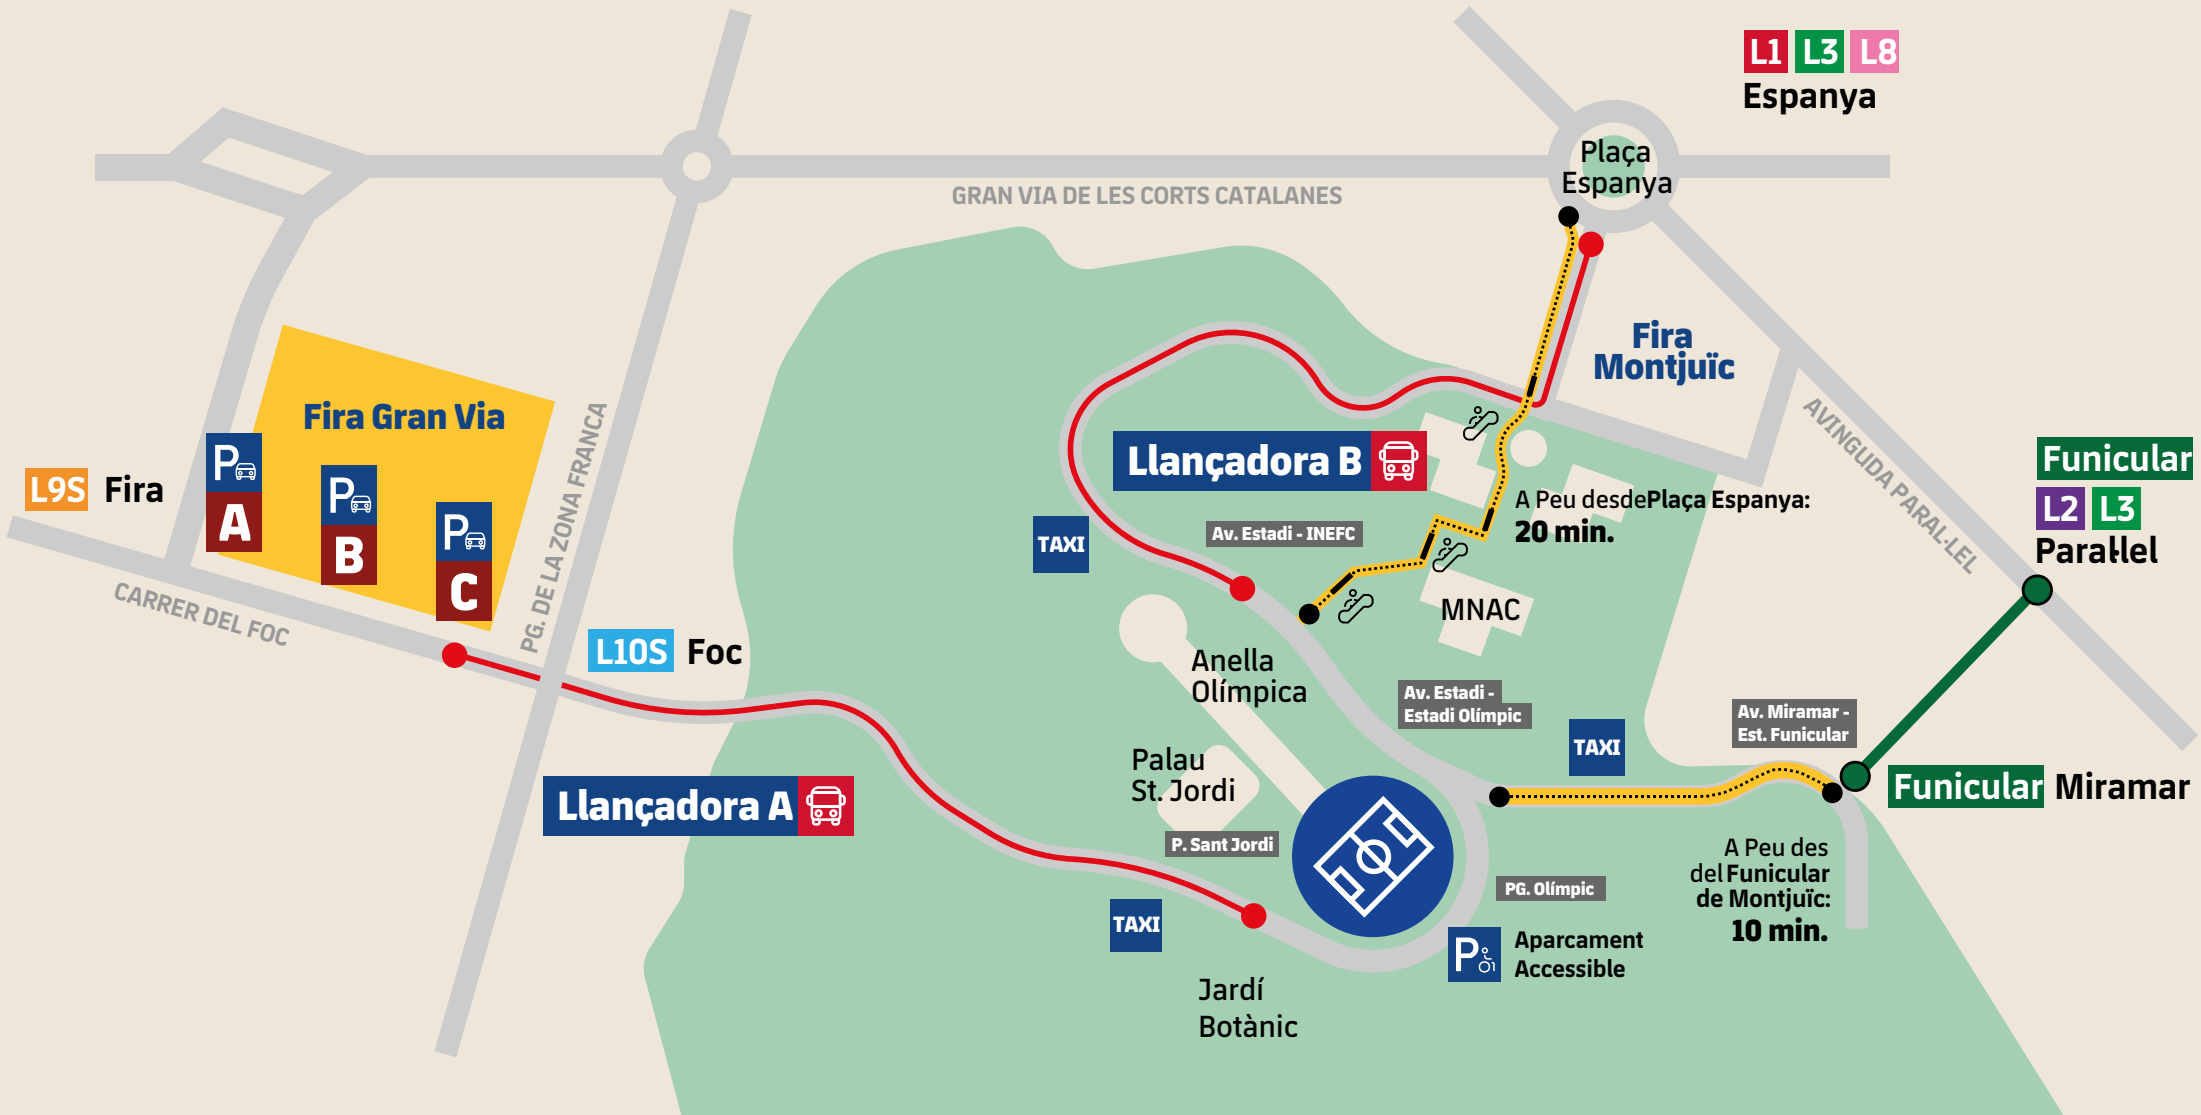 L1 L3 L8
Espanya
Plaça
Espanya
GRAN VIA DE LES CORTS CATALANES
Fira
Montjuïc
Fira Gran Via
PG. DE LA ZONA FRANCA
AVINGUDA PARAL·LEL
P
A
P
B
P
C
L9S Fira
CARRER DEL FOC
L10S Foc
Llançadora B
TAXI
Av. Estadi - INEFC
A Peu desdePlaça Espanya:
20 min.
MNAC
Funicular
L2 L3
Paral·lel
Anella
Olímpica
Av. Estadi -
Estadi Olímpic
TAXI
Av. Miramar -
Est. Funicular
Funicular Miramar
Palau
St. Jordi
Llançadora A
P. Sant Jordi
PG. Olímpic
A Peu des
del Funicular
de Montjuïc:
10 min.
TAXI
P
Aparcament
Accessible
Jardí
Botànic